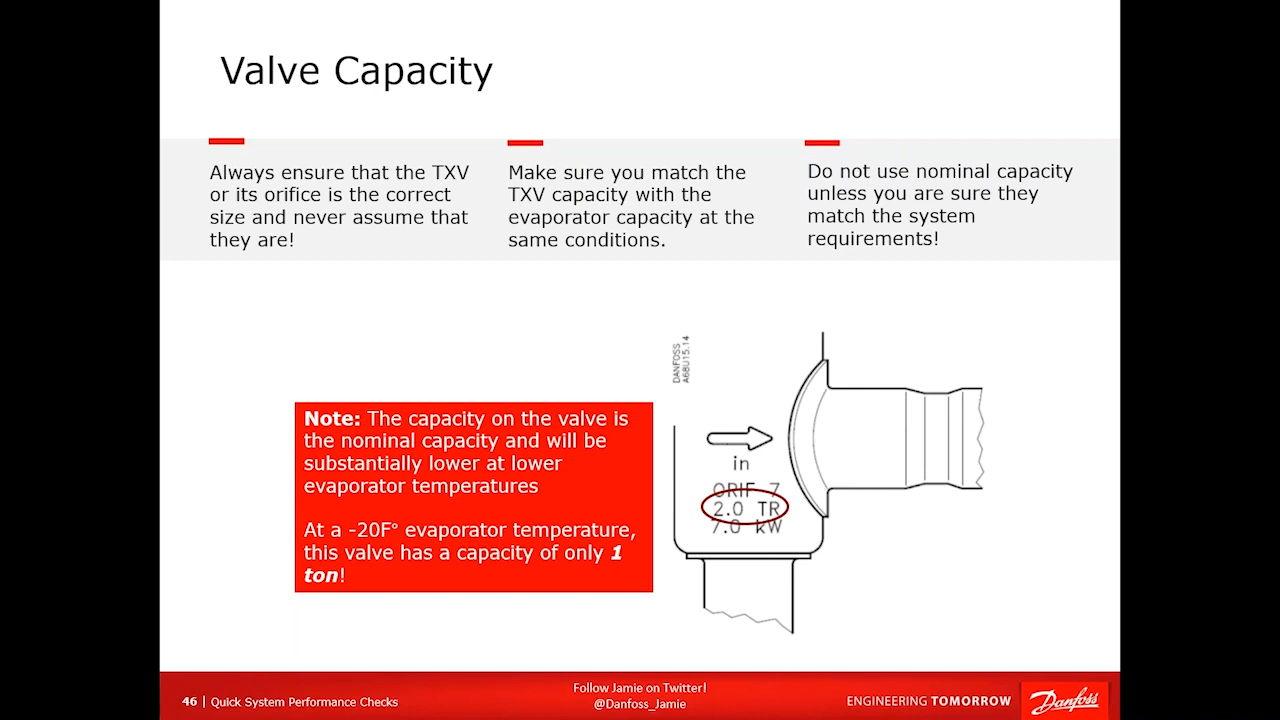 Valve Capacity
Always ensure that the TXV
or its orifice is the correct
size and never assume that
they are!
Make sure you match the
TXV capacity with the
evaporator capacity at the
same conditions.
Do not use nominal capacity
unless you are sure they
match the system
requirements!
Note: The capacity on the valve is
the nominal capacity and will be
substantially lower at lower
evaporator temperatures
At a -20F° evaporator temperature,
this valve has a capacity of only 1
ton!
DANFOSS
A68U15.14
in
ORIF 7
2.0 TR
7.0 kW
46 | Quick System Performance Checks
Follow Jamie on Twitter!
@Danfoss_Jamie
ENGINEERING TOMORROW
Danfoss